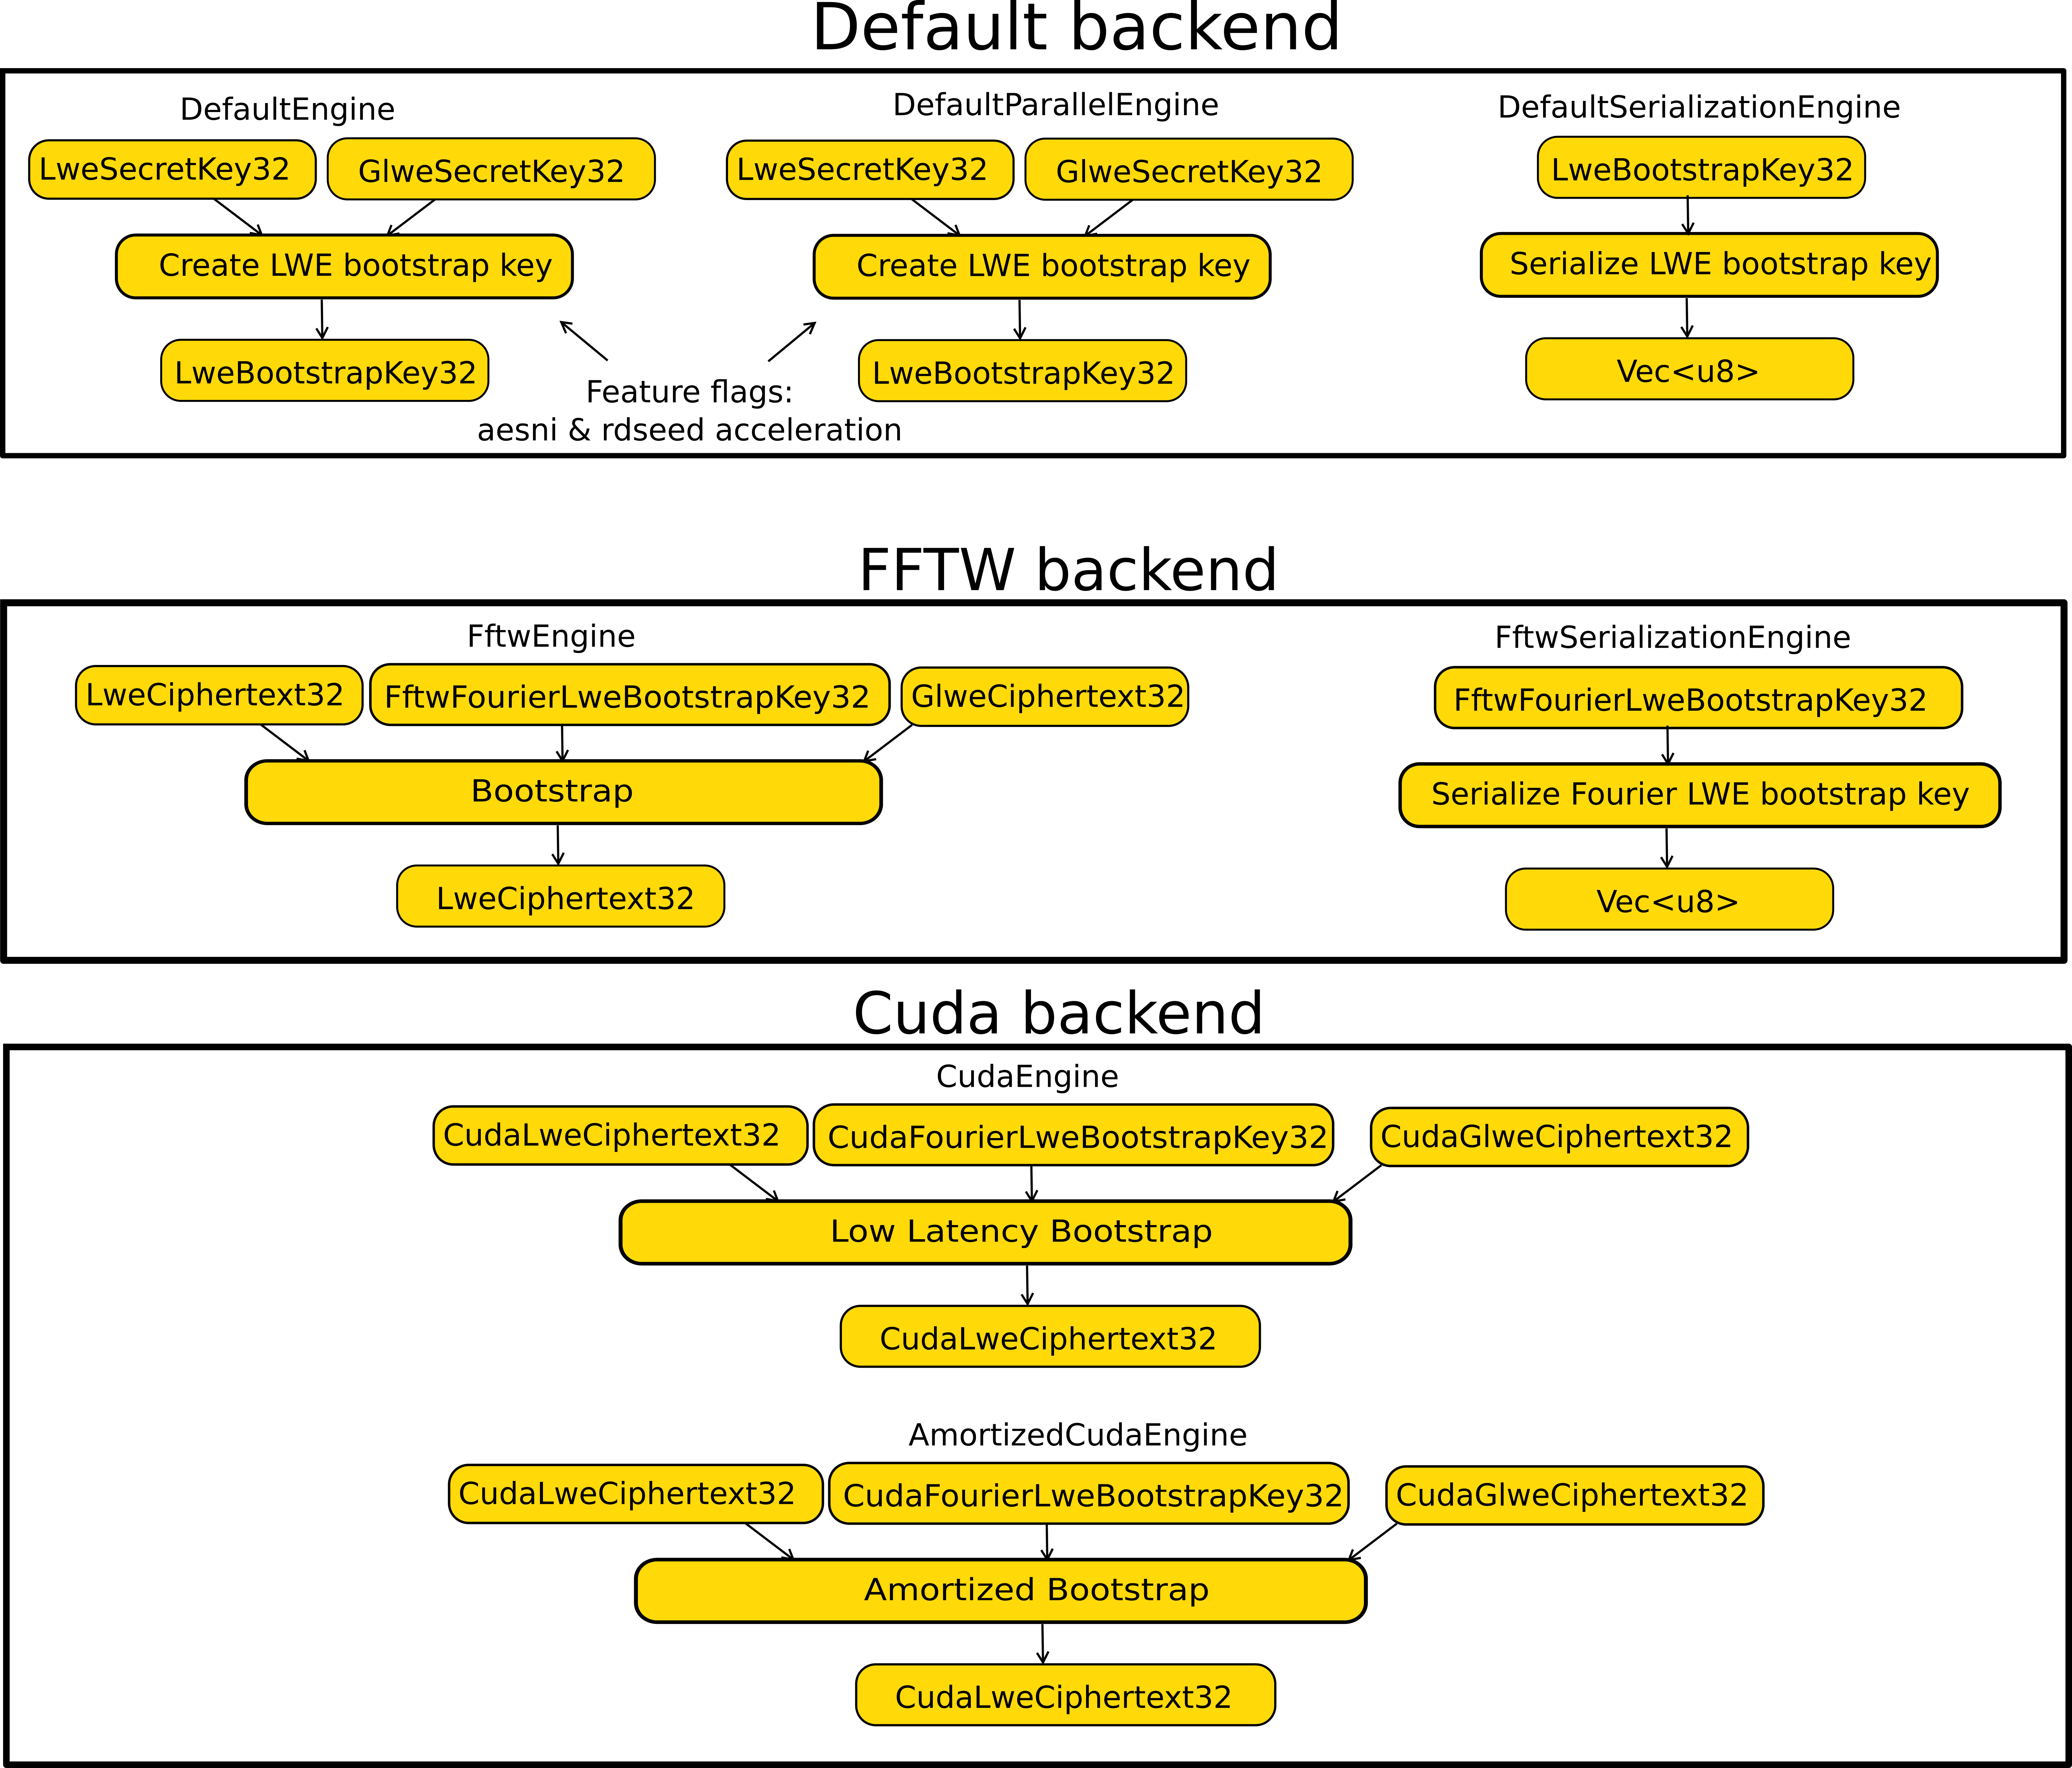 Default backend
DefaultEngine
LweSecretKey32
GlweSecretKey32
Create LWE bootstrap key
LweBootstrapKey32
DefaultParallelEngine
LweSecretKey32
GlweSecretKey32
Create LWE bootstrap key
LweBootstrapKey32
Feature flags:
aesni & rdseed acceleration
DefaultSerializationEngine
LweBootstrapKey32
Serialize LWE bootstrap key
Vec<u8>
FFTW backend
FftwEngine
LweCiphertext32
FftwFourierLweBootstrapKey32
GlweCiphertext32
Bootstrap
LweCiphertext32
FftwSerializationEngine
FftwFourierLweBootstrapKey32
Serialize Fourier LWE bootstrap key
Vec<u8>
Cuda backend
CudaEngine
CudaLweCiphertext32
CudaFourierLweBootstrapKey32
CudaGlweCiphertext32
Low Latency Bootstrap
CudaLweCiphertext32
AmortizedCudaEngine
CudaLweCiphertext32
CudaFourierLweBootstrapKey32
CudaGlweCiphertext32
Amortized Bootstrap
CudaLweCiphertext32